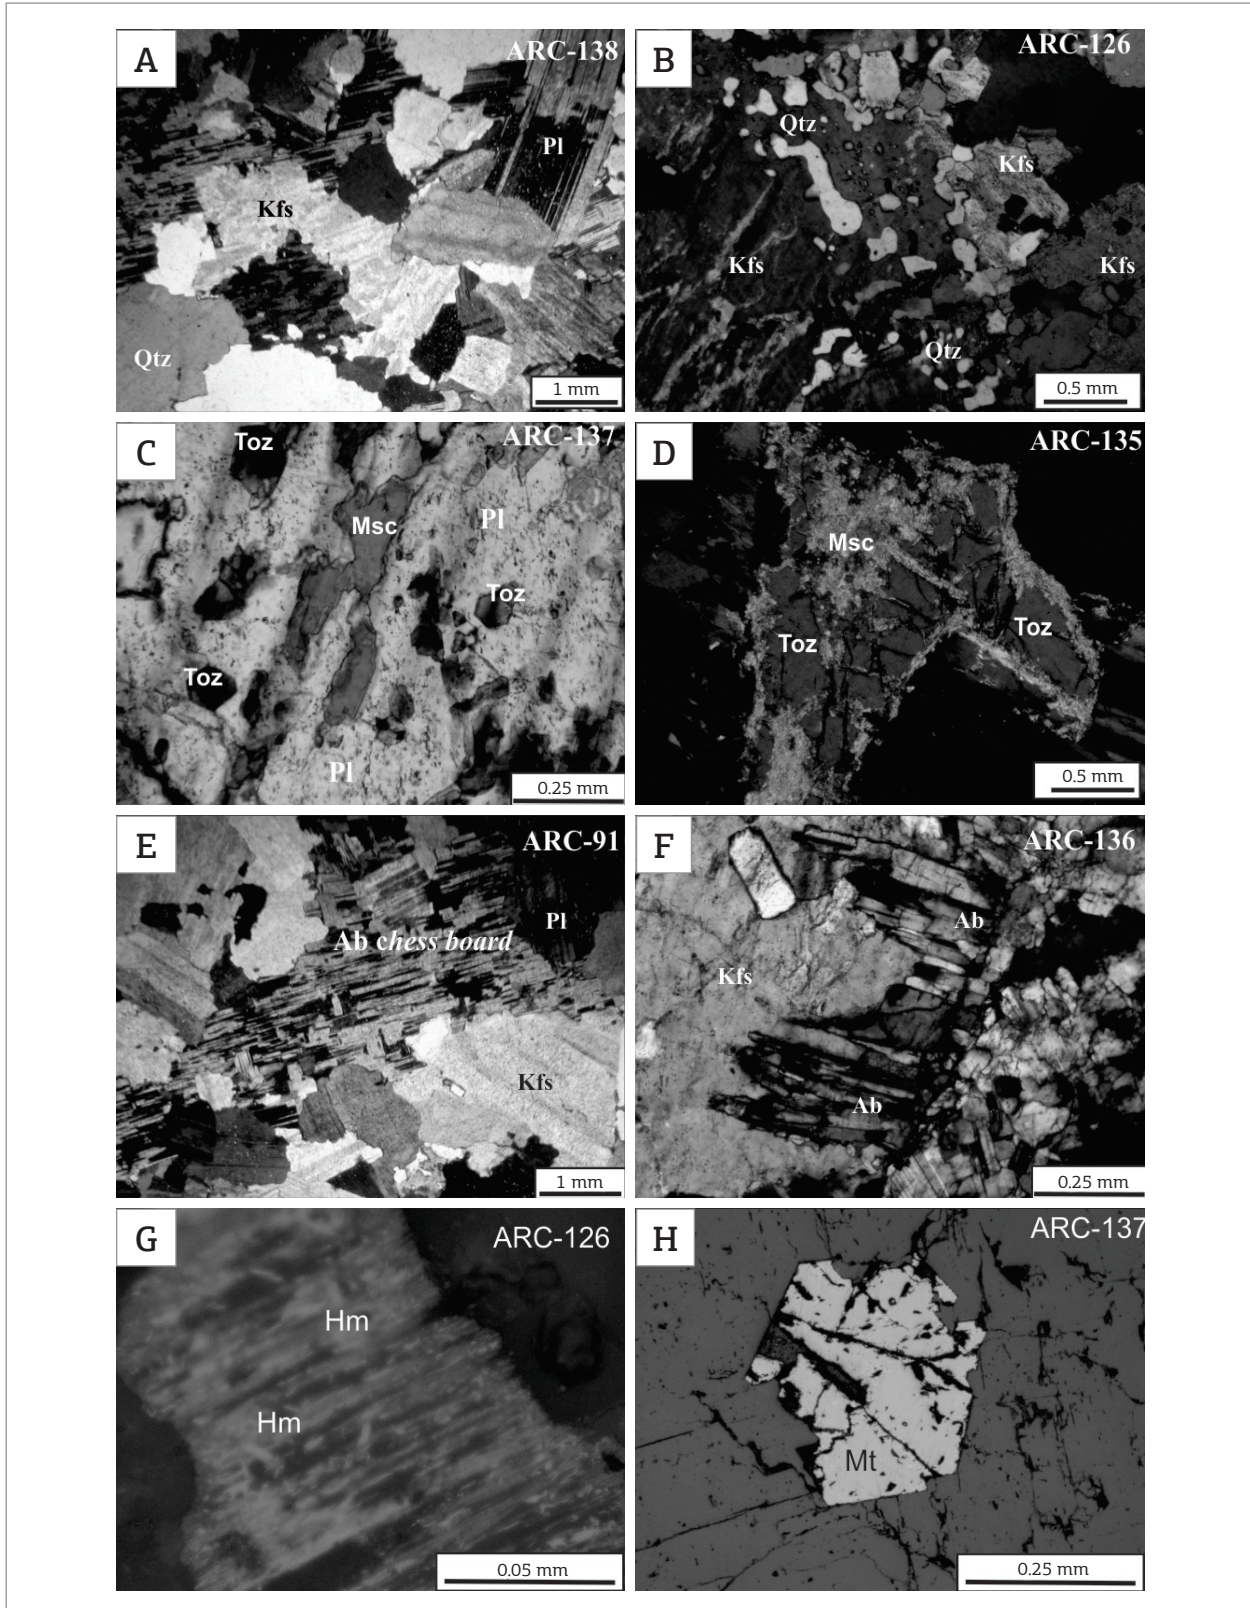 A
ARC-138
Pl
Kfs
Qtz
1 mm
B
ARC-126
Qtz
Kfs
Kfs
Kfs
Qtz
0.5 mm
C
Toz
ARC-137
Msc
Pl
Toz
Toz
Pl
0.25 mm
D
ARC-135
Msc
Toz
Toz
0.5 mm
E
ARC-91
Pl
Ab chess board
Kfs
1 mm
F
ARC-136
Ab
Kfs
Ab
0.25 mm
G
ARC-126
Hm
Hm
0.05 mm
H
ARC-137
Mt
0.25 mm